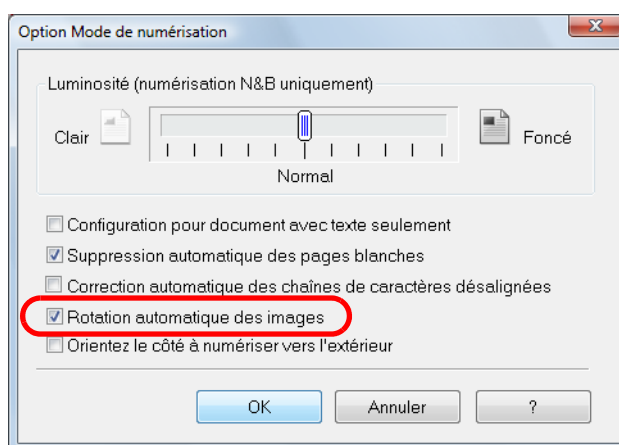 Option Mode de numérisation
Luminosité (numérisation N&B uniquement)
Clair
Foncé
Normal
Configuration pour document avec texte seulement
Suppression automatique des pages blanches
Correction automatique des chaînes de caractères désalignées
Rotation automatique des images
Orientez le côté à numériser vers l'extérieur
OK
Annuler
?